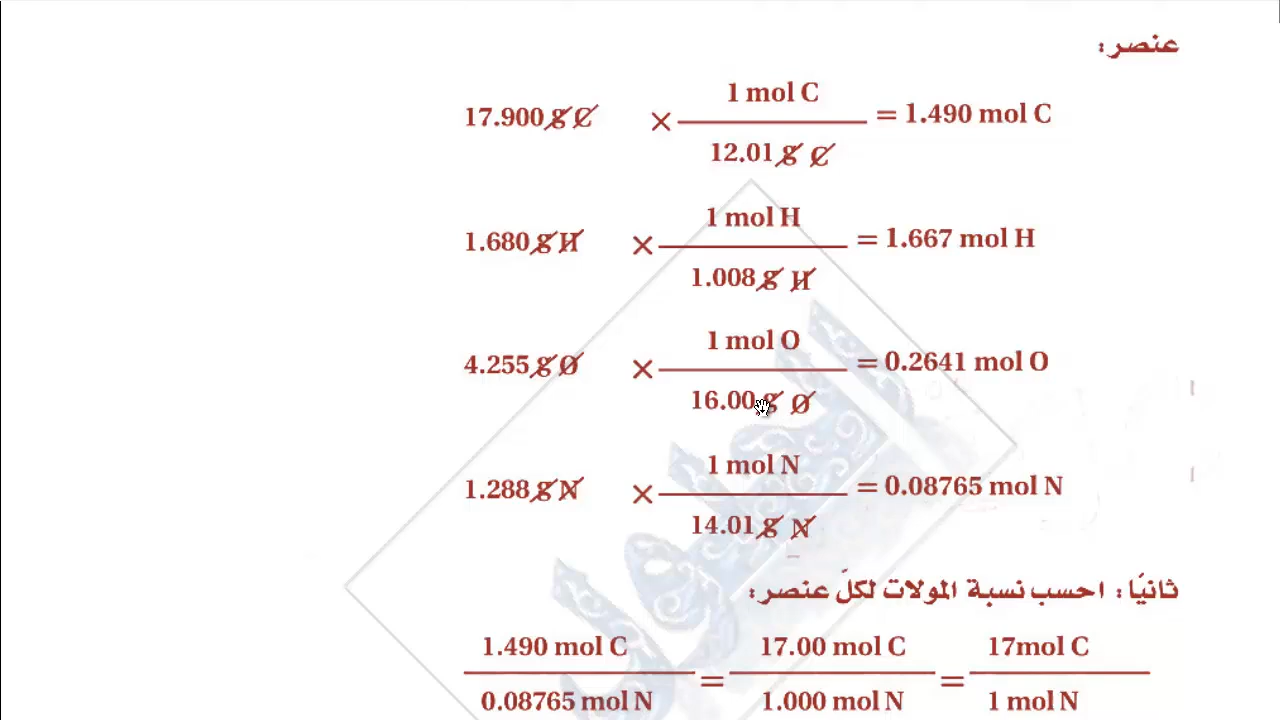 عنصر:
17.900 g C × 1 mol C / 12.01 g C = 1.490 mol C
1.680 g H × 1 mol H / 1.008 g H = 1.667 mol H
4.255 g O × 1 mol O / 16.00 g O = 0.2641 mol O
1.288 g N × 1 mol N / 14.01 g N = 0.08765 mol N
ثانيًا: احسب نسبة المولات لكلّ عنصر:
1.490 mol C / 0.08765 mol N = 17.00 mol C / 1.000 mol N = 17mol C / 1 mol N